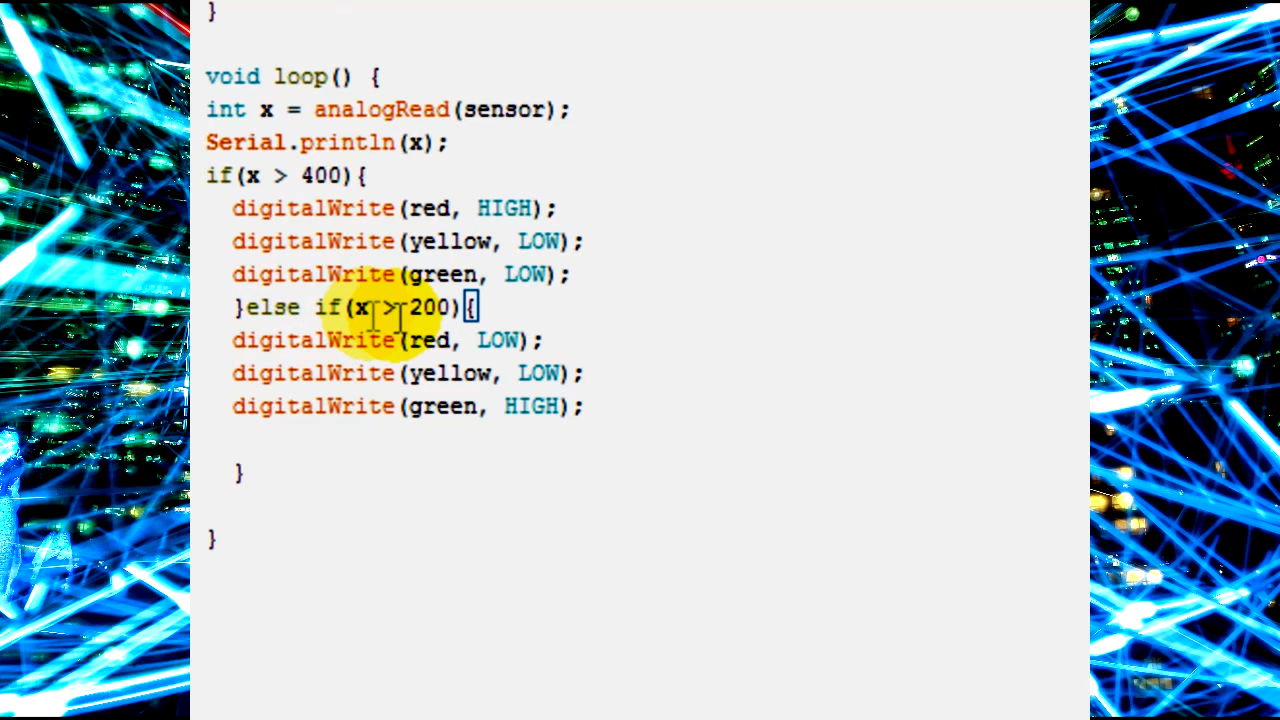 }
void loop() {
int x = analogRead(sensor);
Serial.println(x);
if(x > 400){
digitalWrite(red, HIGH);
digitalWrite(yellow, LOW);
digitalWrite(green, LOW);
}else if(x > 200){
digitalWrite(red, LOW);
digitalWrite(yellow, LOW);
digitalWrite(green, HIGH);
}
}